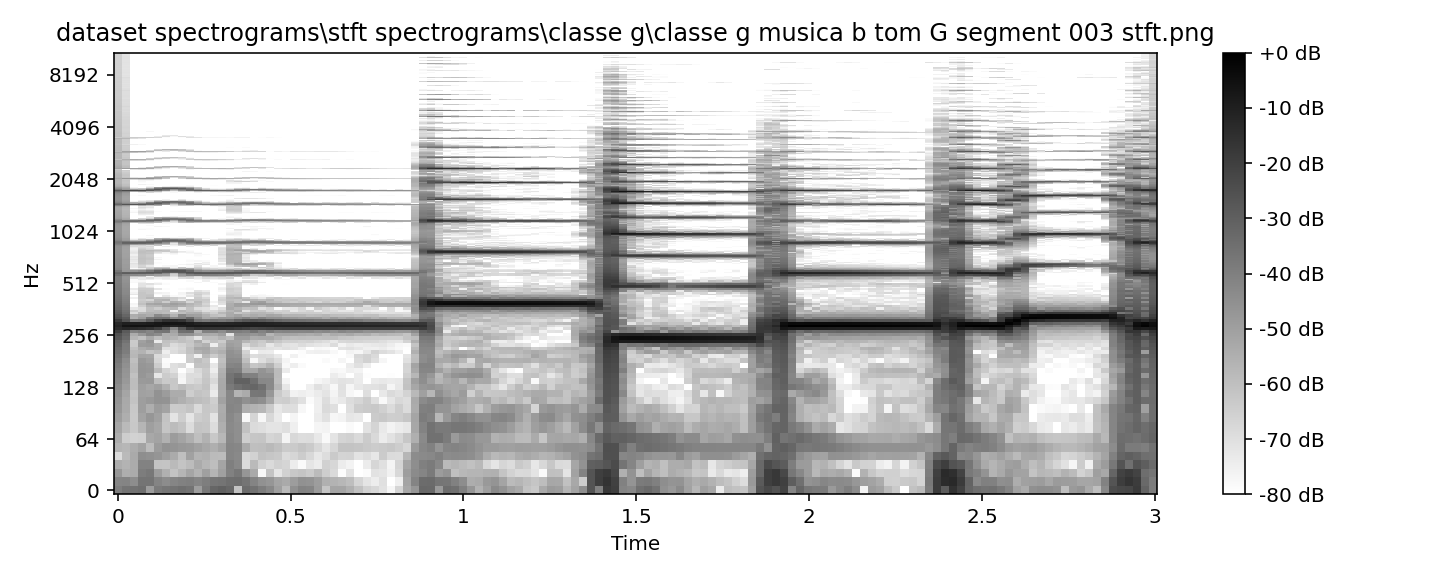 dataset spectrograms\stft spectrograms\classe g\classe g musica b tom G segment 003 stft.png
Hz
8192
4096
2048
1024
512
256
128
64
0
0
0.5
1
1.5
2
2.5
3
Time
+0 dB
-10 dB
-20 dB
-30 dB
-40 dB
-50 dB
-60 dB
-70 dB
-80 dB